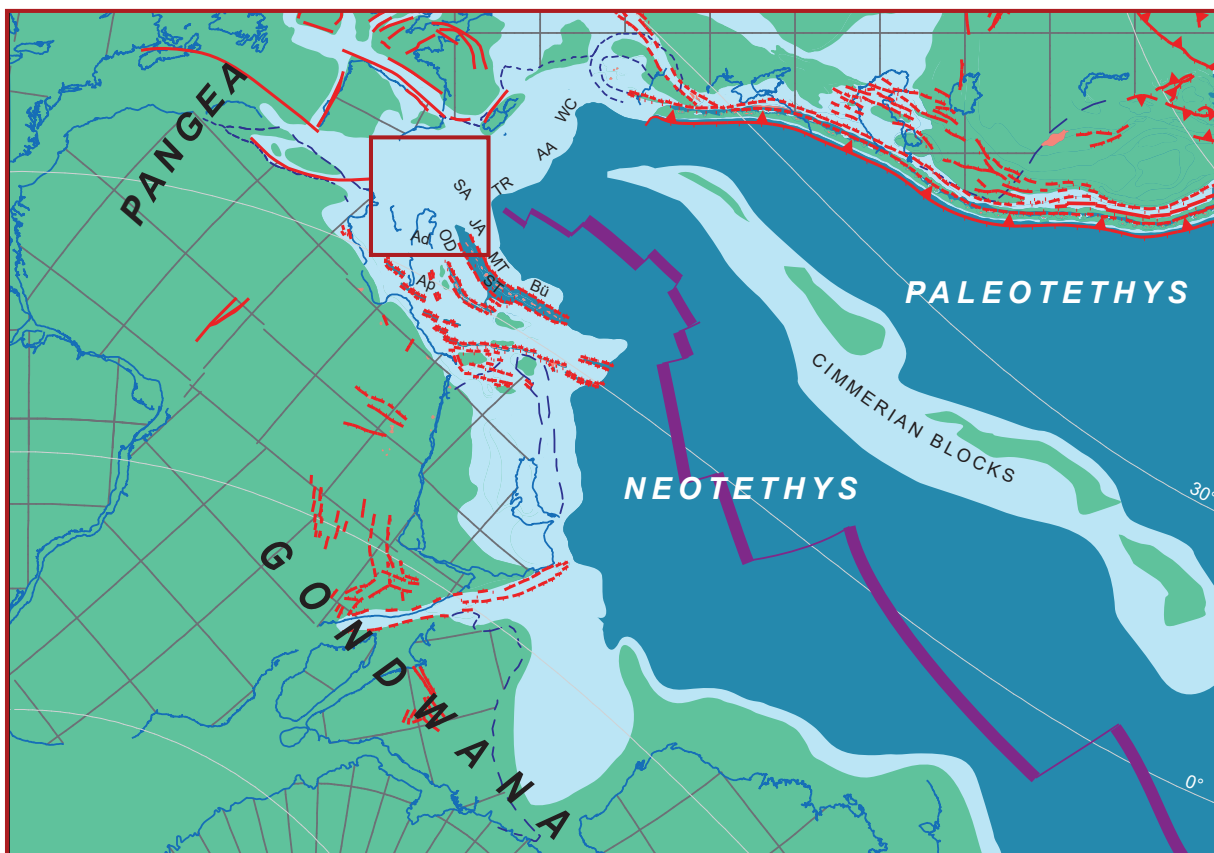 PANGEA
WC
AA
SA
TR
JA
Ad
OD
MT
Ap
ST
Bü
PALEOTETHYS
CIMMERIAN BLOCKS
NEOTETHYS
30°
GONDWANA
0°